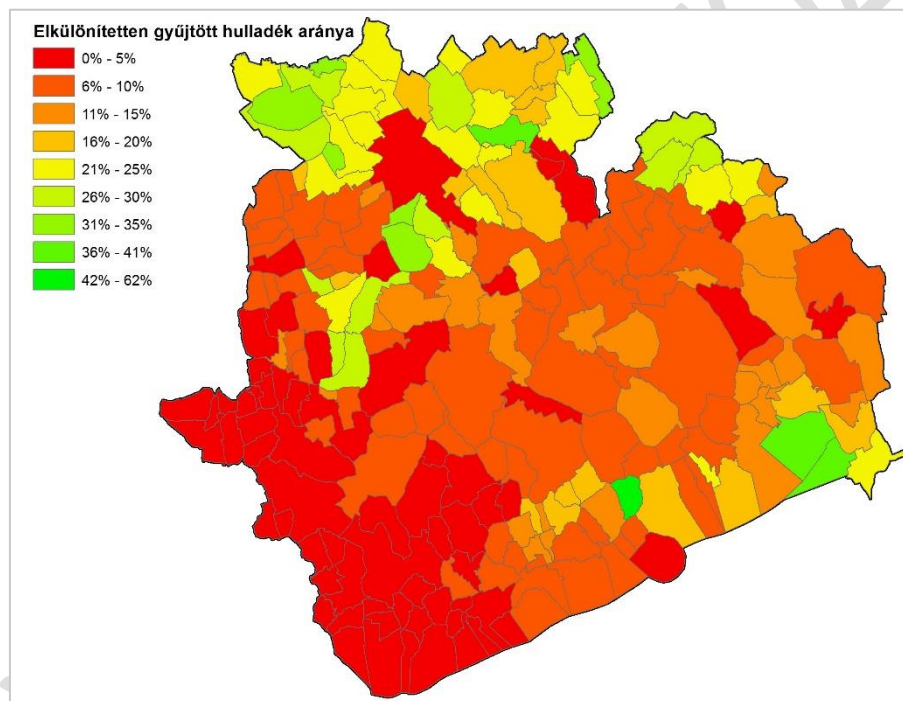 Elkülönítetten gyűjtött hulladék aránya
0% - 5%
6% - 10%
11% - 15%
16% - 20%
21% - 25%
26% - 30%
31% - 35%
36% - 41%
42% - 62%